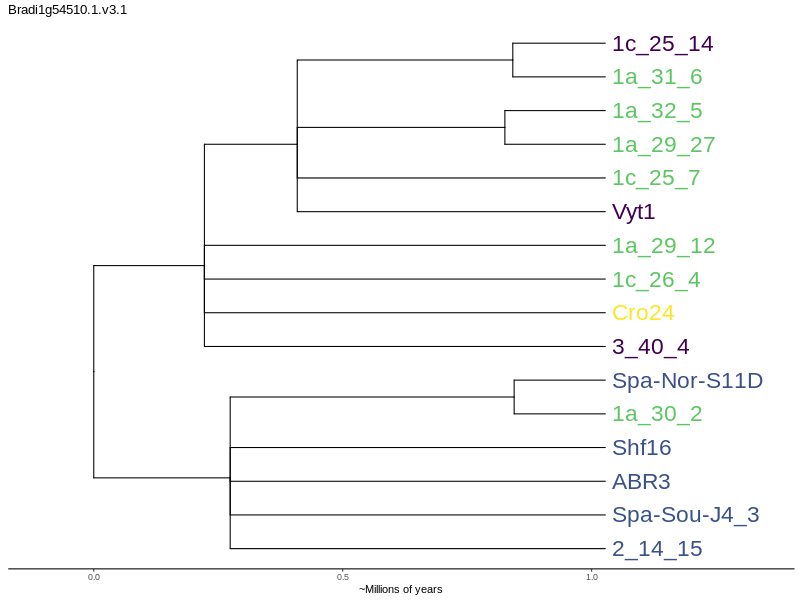 Bradi1g54510.1.v3.1
1c_25_14
1a_31_6
1a_32_5
1a_29_27
1c_25_7
Vyt1
1a_29_12
1c_26_4
Cro24
3_40_4
Spa-Nor-S11D
1a_30_2
Shf16
ABR3
Spa-Sou-J4_3
2_14_15
0.0 0.5 1.0
~Millions of years